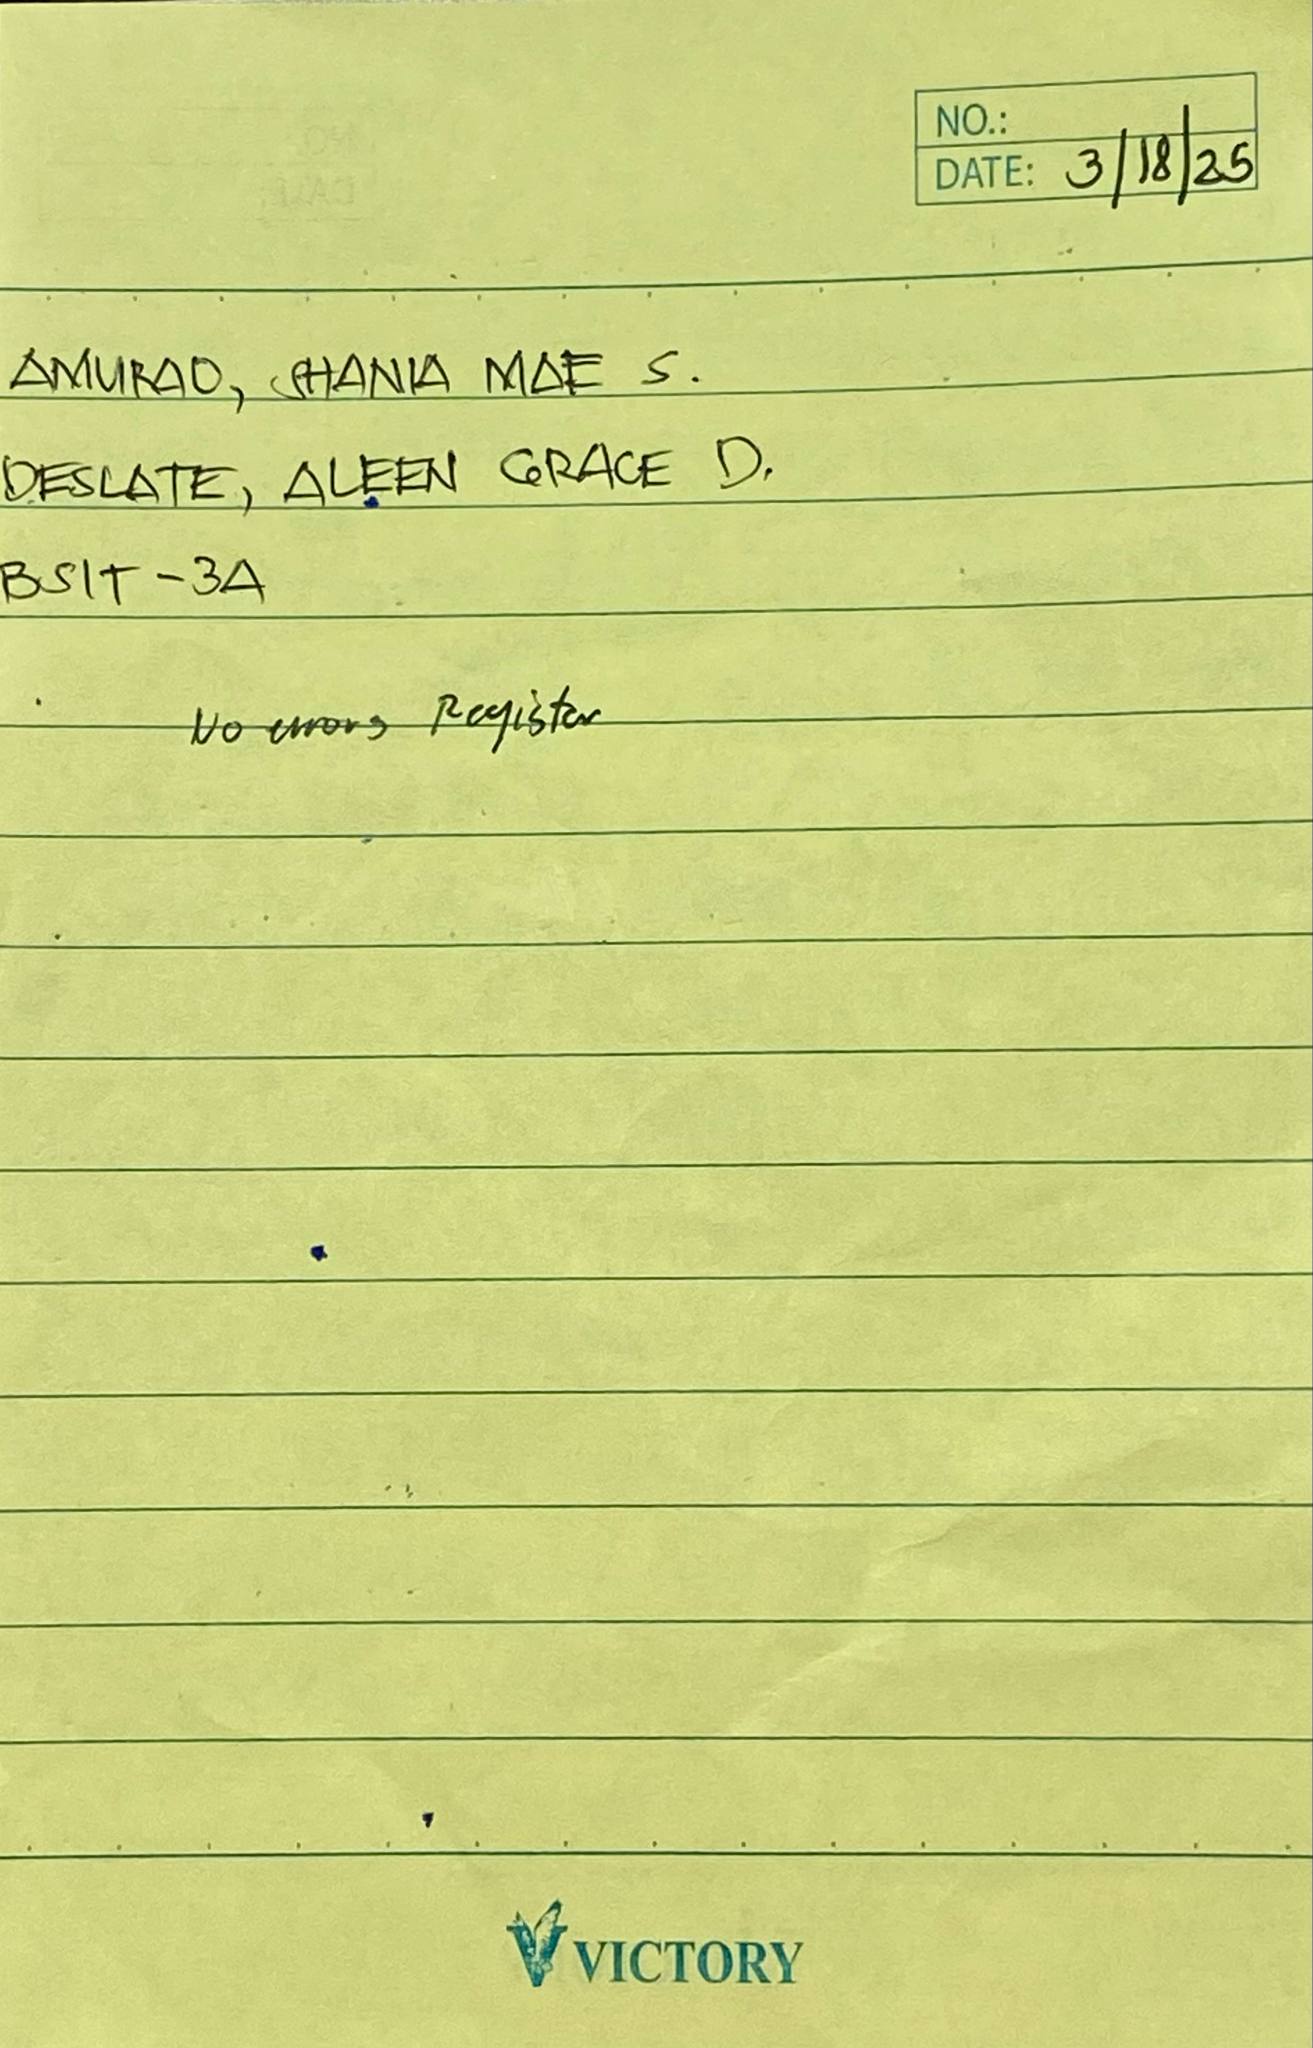 NO.:
DATE: 3/18/25
AMURAO, SHANIA MAE S.
DESLATE, ALEEN GRACE D.
BSIT - 3A
No errors Register
VICTORY